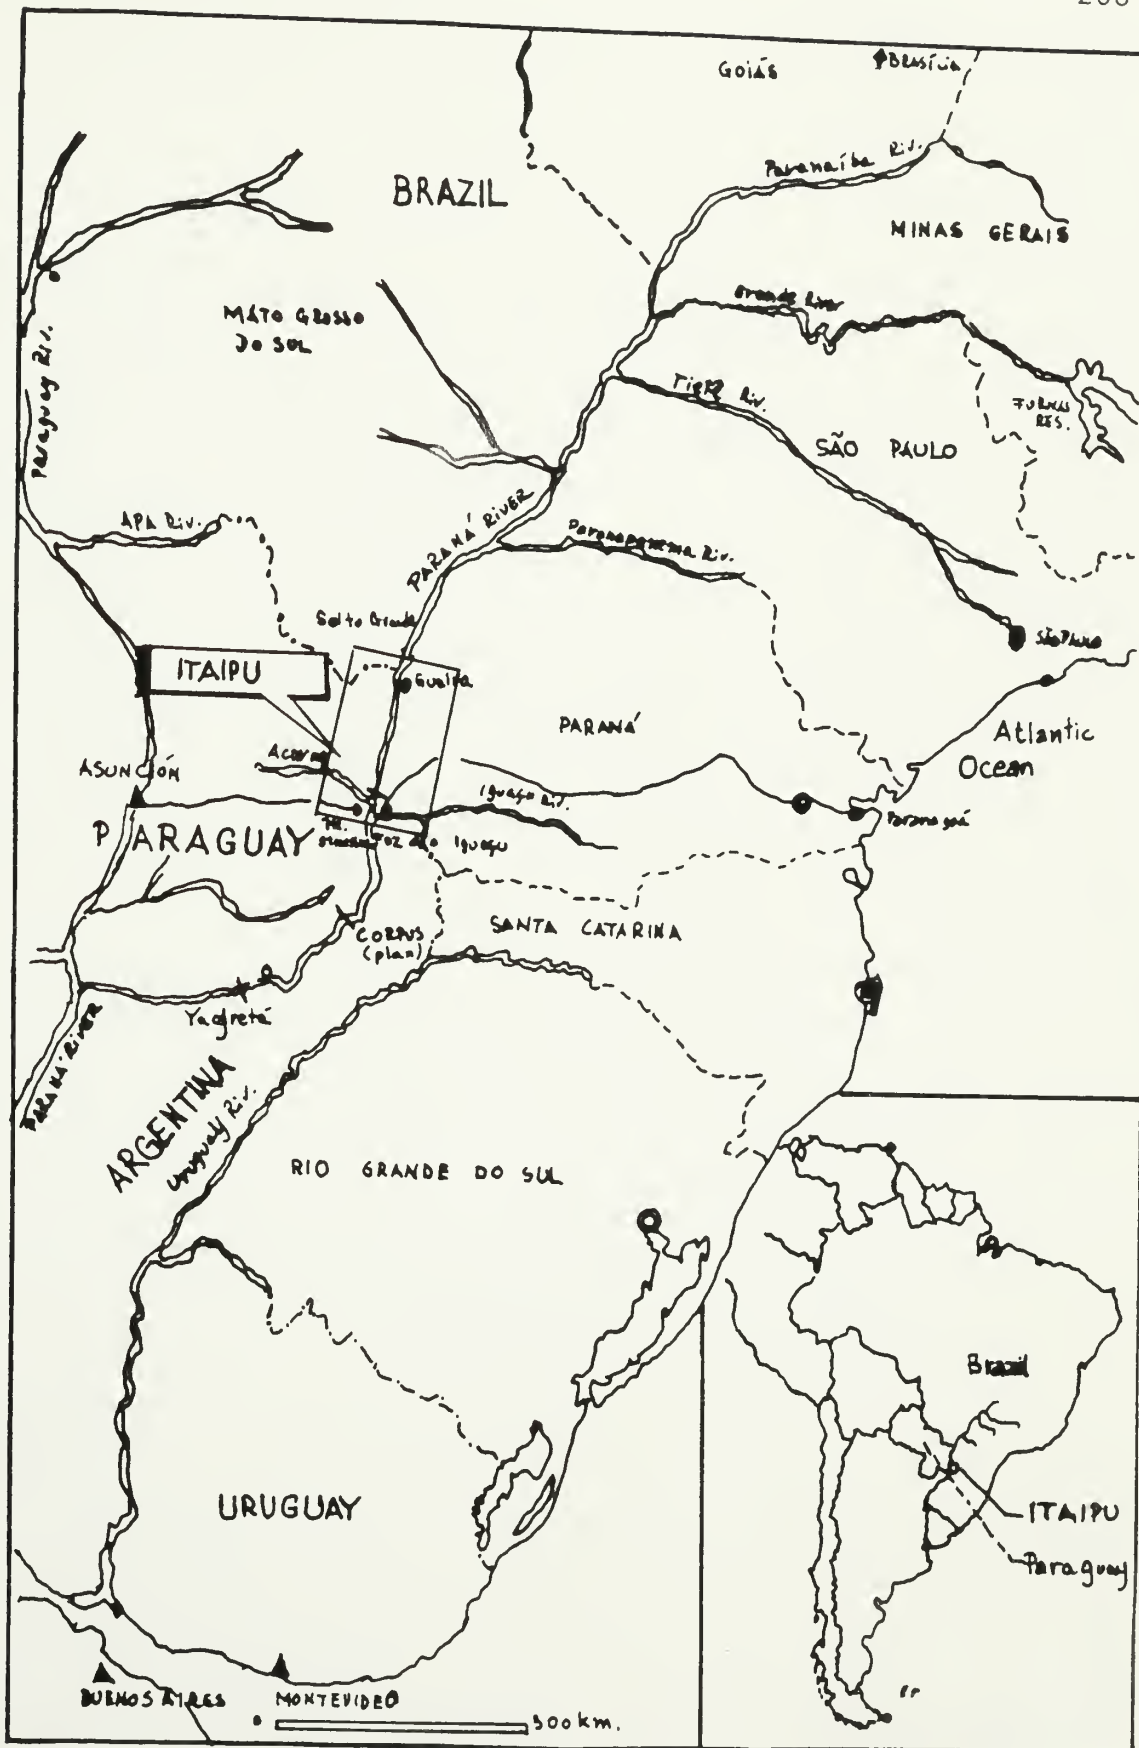 GOIÁS
BRASÍLIA
Paranaíba Riv.
BRAZIL
MINAS GERAIS
Grande River
MATO GROSSO
DO SUL
Paraguay Riv.
Tietê Riv.
FURNAS
RES.
SÃO PAULO
PARANÁ RIVER
APA Riv.
Paranapanema Riv.
Salto Grande
São Paulo
ITAIPU
Guaíra
PARANÁ
Atlantic
Ocean
ASUNCIÓN
Iguaçu Riv.
Paranaguá
PARAGUAY
Foz do Iguaçu
CORPUS
(plan)
SANTA CATARINA
Yacyretá
PARANÁ RIVER
ARGENTINA
Uruguay Riv.
RIO GRANDE DO SUL
Brazil
URUGUAY
ITAIPU
Paraguay
BUENOS AIRES
MONTEVIDEO
500km.